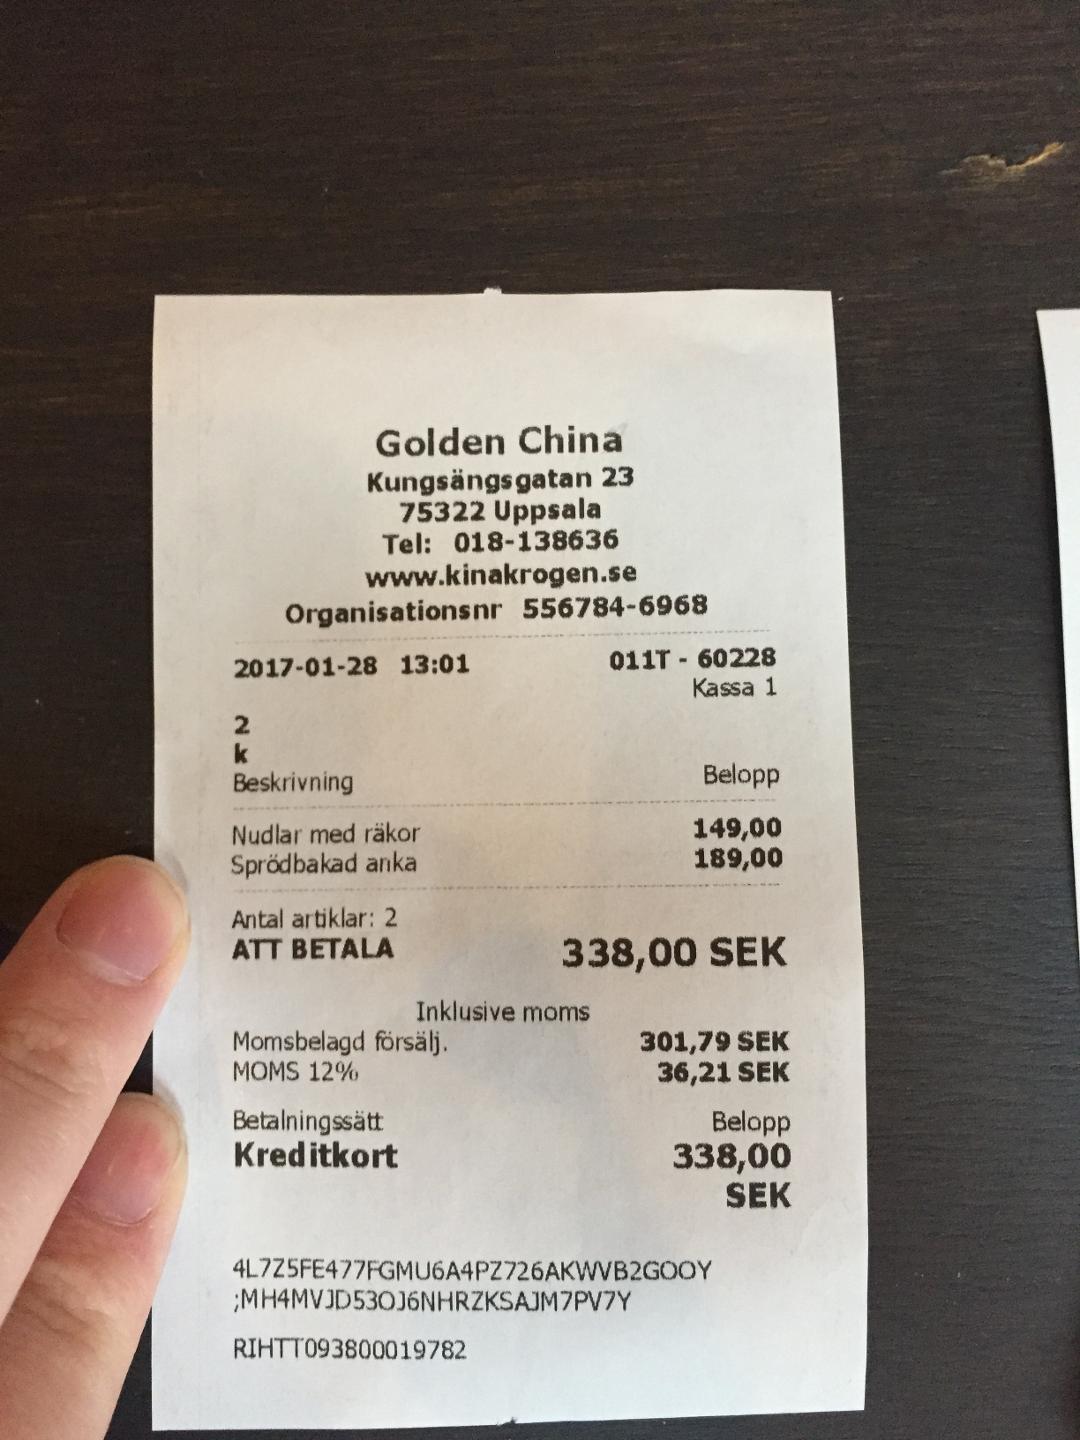 Golden China
Kungsängsgatan 23
75322 Uppsala
Tel: 018-138636
www.kinakrogen.se
Organisationsnr 556784-6968
2017-01-28 13:01 011T - 60228
Kassa 1
2
k
Beskrivning Belopp
Nudlar med räkor 149,00
Sprödbakad anka 189,00
Antal artiklar: 2
ATT BETALA 338,00 SEK
Inklusive moms
Momsbelagd försälj. 301,79 SEK
MOMS 12% 36,21 SEK
Betalningssätt Belopp
Kreditkort 338,00
SEK
4L7Z5FE477FGMU6A4PZ726AKWVB2GOOY
;MH4MVJD53OJ6NHRZKSAJM7PV7Y
RIHTT093800019782